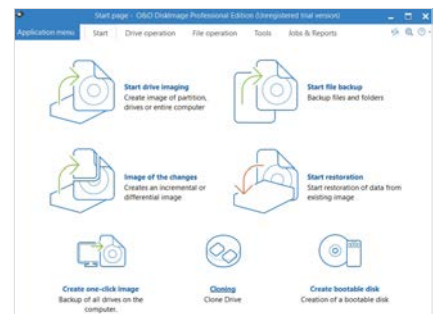 Start page - O&O DiskImage Professional Edition (Unregistered trial version)
Application menu Start Drive operation File operation Tools Jobs & Reports
Start drive imaging
Create image of partition,
drives or entire computer
Start file backup
Backup files and folders
Image of the changes
Creates an incremental or
differential image
Start restoration
Start restoration of data from
existing image
Create one-click image
Backup of all drives on the
computer.
Cloning
Clone Drive
Create bootable disk
Creation of a bootable disk